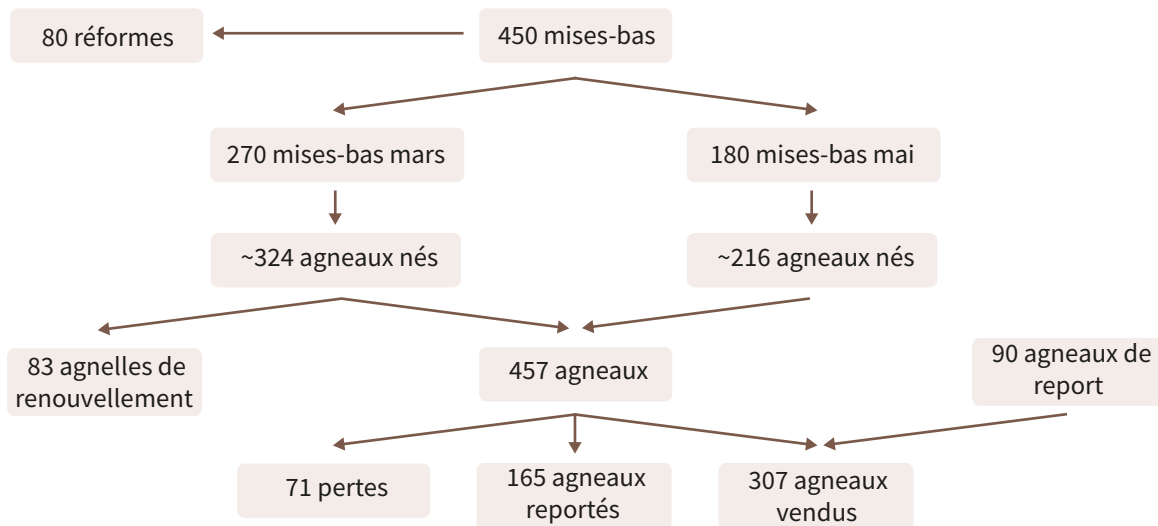 80 réformes
450 mises-bas
270 mises-bas mars
180 mises-bas mai
~324 agneaux nés
~216 agneaux nés
83 agnelles de
renouvellement
457 agneaux
90 agneaux de
report
71 pertes
165 agneaux
reportés
307 agneaux
vendus